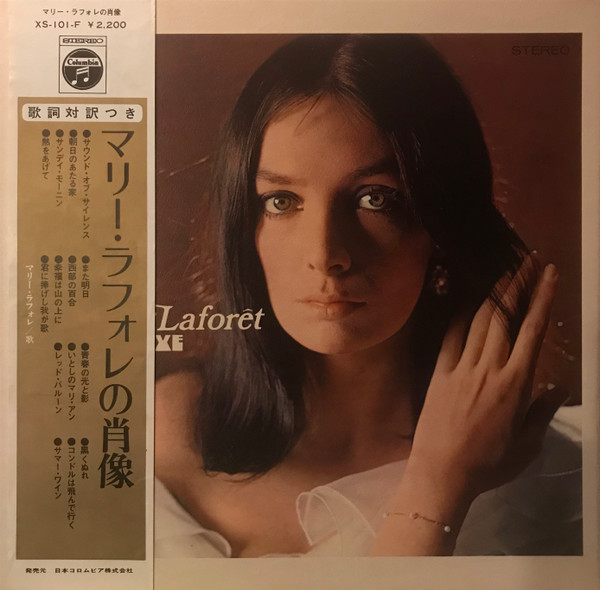 マリー・ラフォレの肖像
XS-101-F ¥2,200
STEREO
Columbia
歌詞対訳つき
マリー・ラフォレの肖像
●サウンド・オブ・サイレンス
●朝日のあたる家
●サンデイ・モーニン
●熱をあげて
●また明日
●西部の百合
●幸福は山の上に
●君に捧げし我が歌
●青春の光と影
●いとしのマリ・アン
●レッド・バルーン
●黒くぬれ
●コンドルは飛んで行く
●サマー・ワイン
マリー・ラフォレ/歌
発売元 日本コロムビア株式会社
STEREO
Laforêt
XE